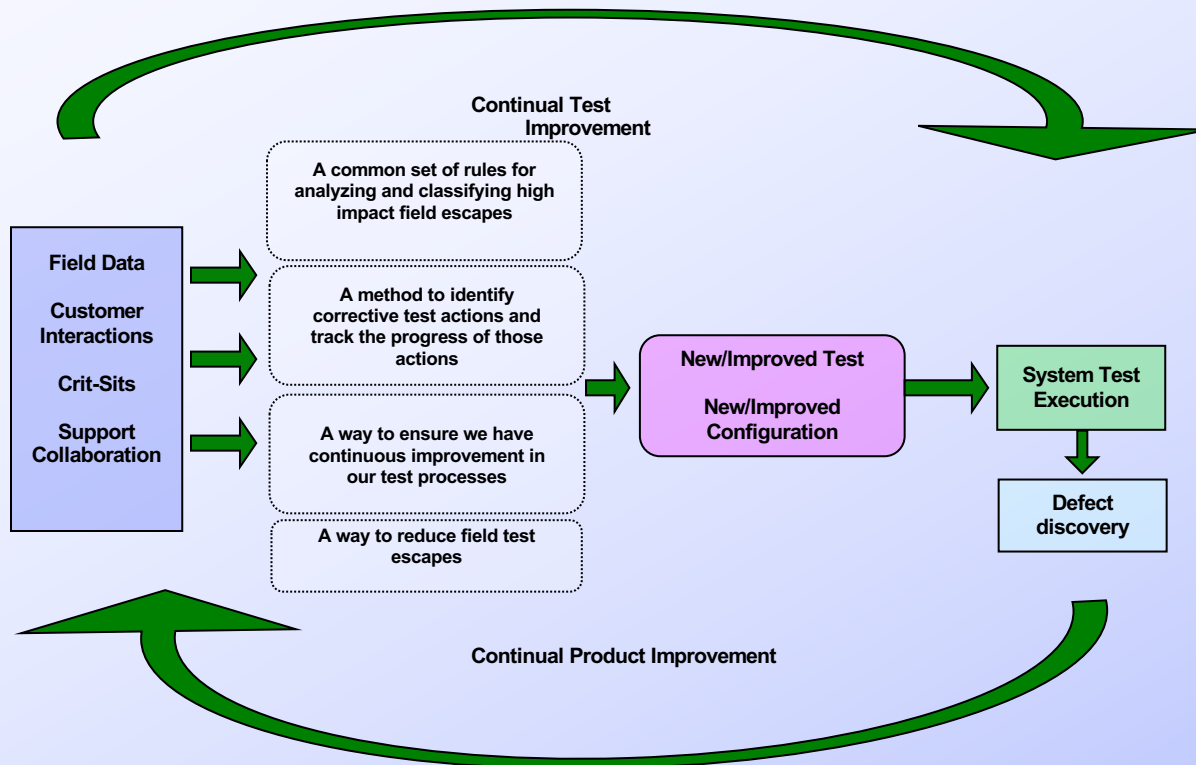 Continual Test
Improvement
A common set of rules for
analyzing and classifying high
impact field escapes
Field Data
Customer
Interactions
Crit-Sits
Support
Collaboration
A method to identify
corrective test actions and
track the progress of those
actions
A way to ensure we have
continuous improvement in
our test processes
A way to reduce field test
escapes
New/Improved Test
New/Improved
Configuration
System Test
Execution
Defect
discovery
Continual Product Improvement